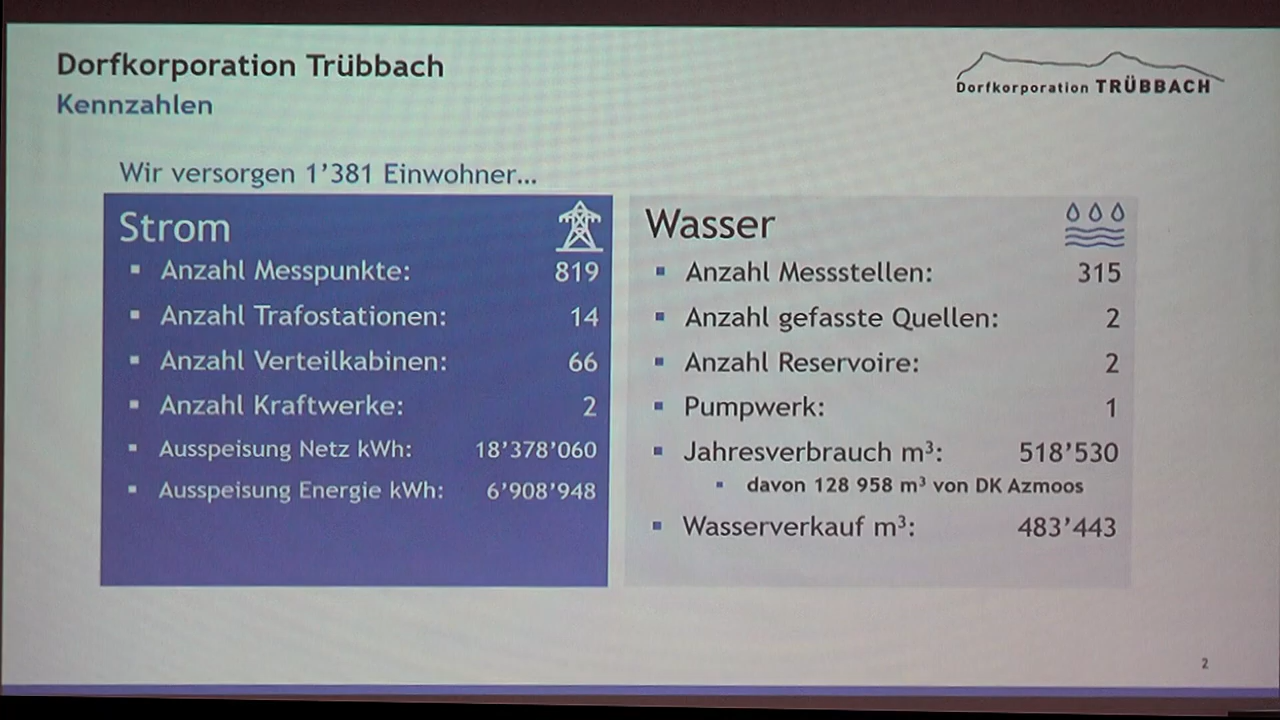 Dorfkorporation Trübbach
Kennzahlen
Dorfkorporation TRÜBBACH
Wir versorgen 1’381 Einwohner...
Strom
Anzahl Messpunkte: 819
Anzahl Trafostationen: 14
Anzahl Verteilkabinen: 66
Anzahl Kraftwerke: 2
Ausspeisung Netz kWh: 18’378’060
Ausspeisung Energie kWh: 6’908’948
Wasser
Anzahl Messstellen: 315
Anzahl gefasste Quellen: 2
Anzahl Reservoire: 2
Pumpwerk: 1
Jahresverbrauch m³: 518’530
davon 128 958 m³ von DK Azmoos
Wasserverkauf m³: 483’443
2